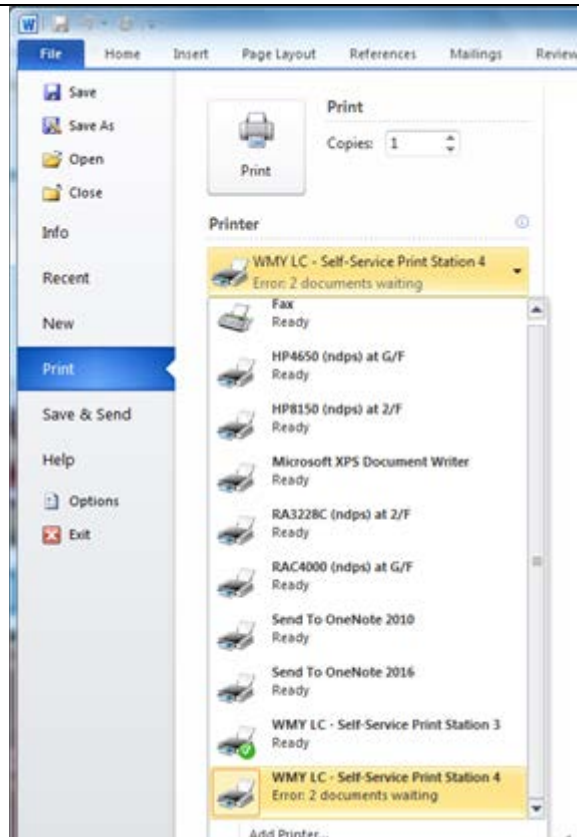 W
File Home Insert Page Layout References Mailings Review
Save
Save As
Open
Close
Info
Recent
New
Print
Save & Send
Help
Options
Exit
Print
Print
Copies: 1
Printer
WMY LC - Self-Service Print Station 4
Error: 2 documents waiting
Fax
Ready
HP4650 (ndps) at G/F
Ready
HP8150 (ndps) at 2/F
Ready
Microsoft XPS Document Writer
Ready
RA3228C (ndps) at 2/F
Ready
RAC4000 (ndps) at G/F
Ready
Send To OneNote 2010
Ready
Send To OneNote 2016
Ready
WMY LC - Self-Service Print Station 3
Ready
WMY LC - Self-Service Print Station 4
Error: 2 documents waiting
Add Printer...